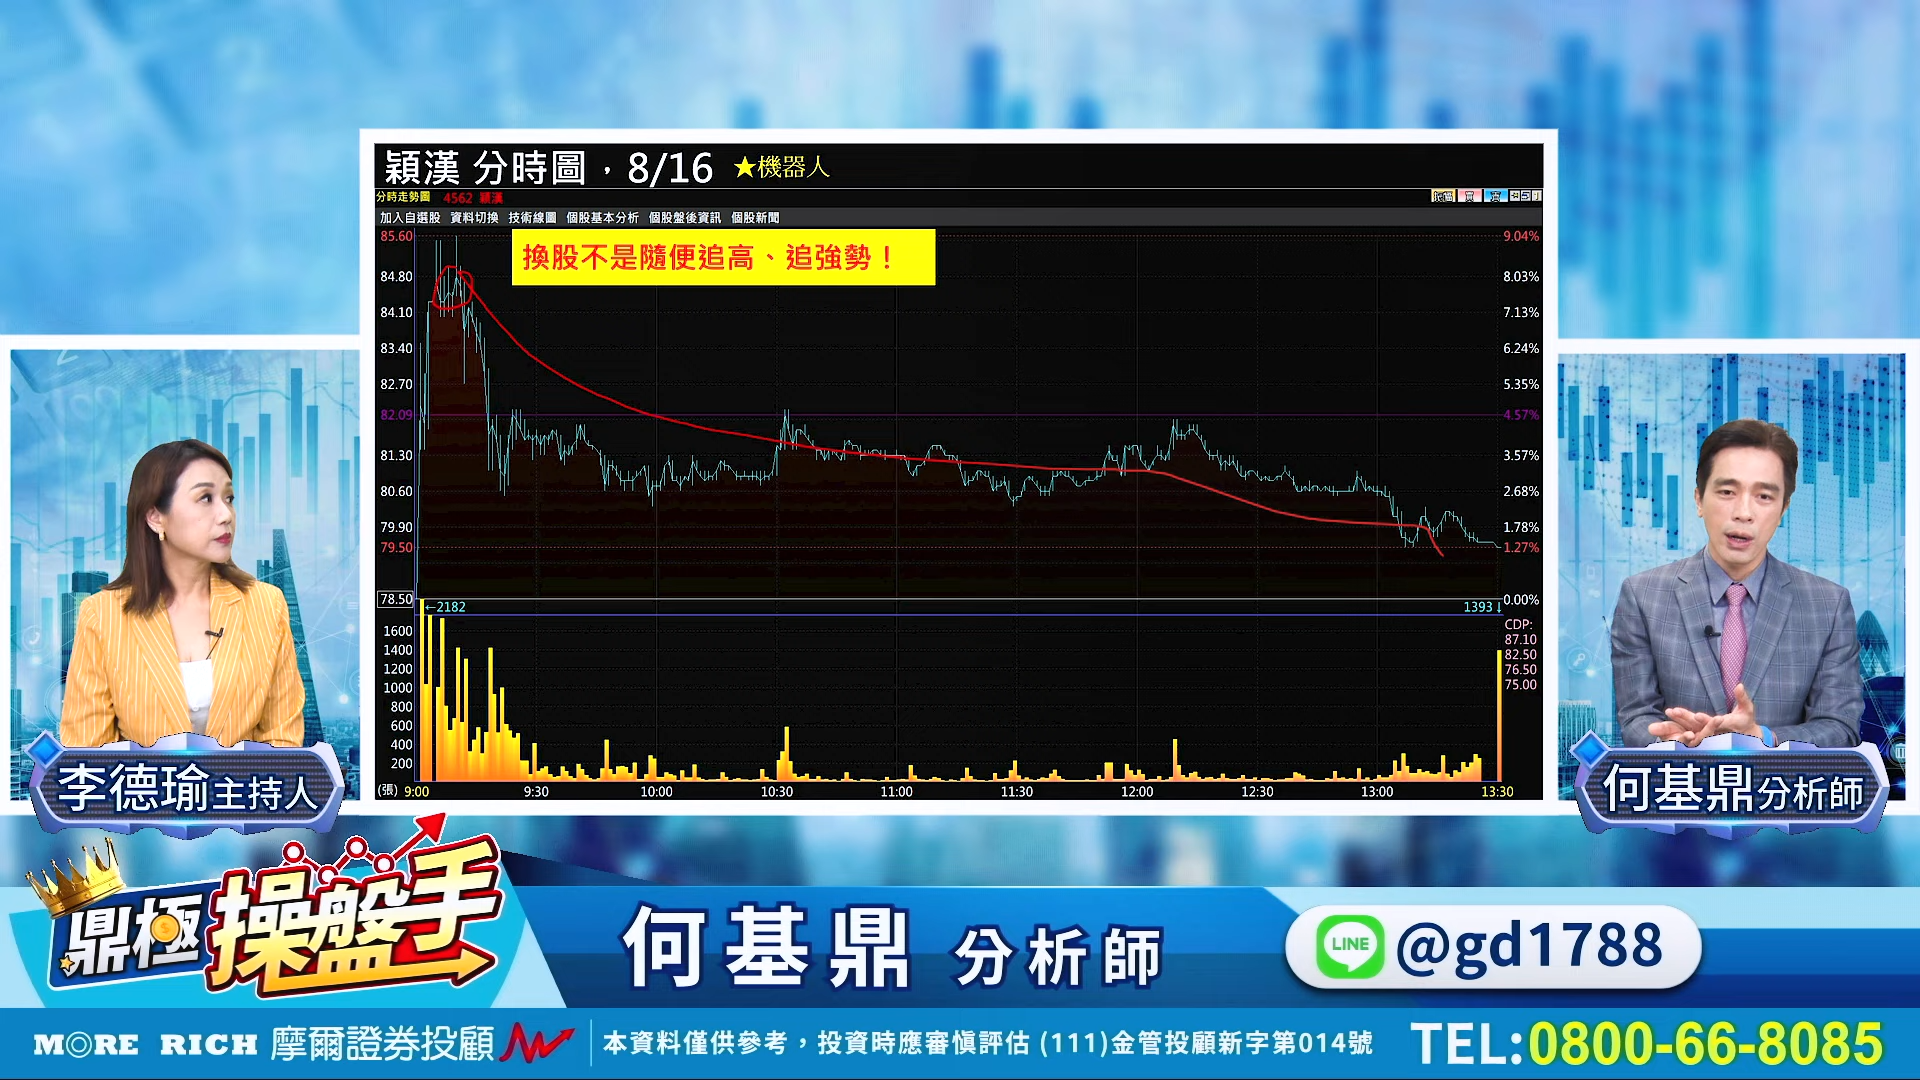 穎漢 分時圖，8/16 ★機器人
分時走勢圖 4562 穎漢
加入自選股 資料切換 技術線圖 個股基本分析 個股盤後資訊 個股新聞
換股不是隨便追高、追強勢！
85.60 9.04%
84.80 8.03%
84.10 7.13%
83.40 6.24%
82.70 5.35%
82.09 4.57%
81.30 3.57%
80.60 2.68%
79.90 1.78%
79.50 1.27%
78.50 0.00%
←2182 1393↓
CDP:
87.10
82.50
76.50
75.00
1600
1400
1200
1000
800
600
400
200
(張) 9:00 9:30 10:00 10:30 11:00 11:30 12:00 12:30 13:00 13:30
李德瑜主持人
何基鼎分析師
鼎極操盤手
何基鼎 分析師
LINE @gd1788
MORE RICH 摩爾證券投顧
本資料僅供參考，投資時應審慎評估 (111)金管投顧新字第014號
TEL:0800-66-8085